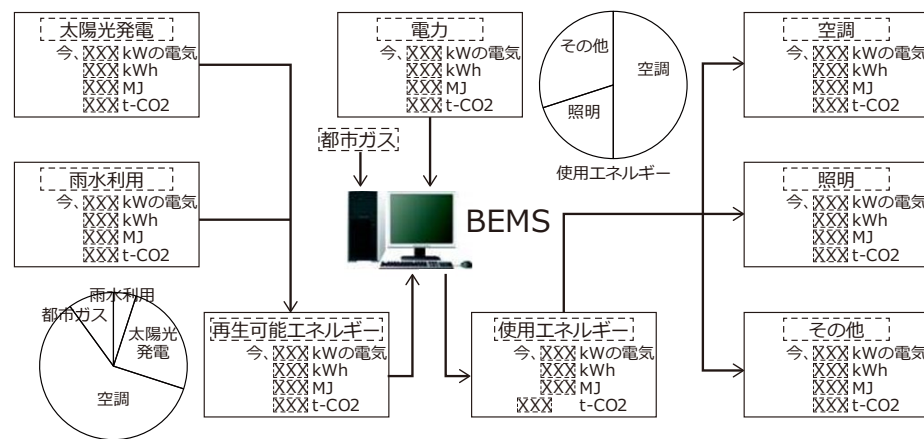 太陽光発電
今、XXX kWの電気
XXX kWh
XXX MJ
XXX t-CO2
電力
今、XXX kWの電気
XXX kWh
XXX MJ
XXX t-CO2
その他
空調
照明
使用エネルギー
空調
今、XXX kWの電気
XXX kWh
XXX MJ
XXX t-CO2
都市ガス
雨水利用
今、XXX kWの電気
XXX kWh
XXX MJ
XXX t-CO2
BEMS
照明
今、XXX kWの電気
XXX kWh
XXX MJ
XXX t-CO2
雨水利用
都市ガス
太陽光
発電
空調
再生可能エネルギー
今、XXX kWの電気
XXX kWh
XXX MJ
XXX t-CO2
使用エネルギー
今、XXX kWの電気
XXX kWh
XXX MJ
XXX t-CO2
その他
今、XXX kWの電気
XXX kWh
XXX MJ
XXX t-CO2